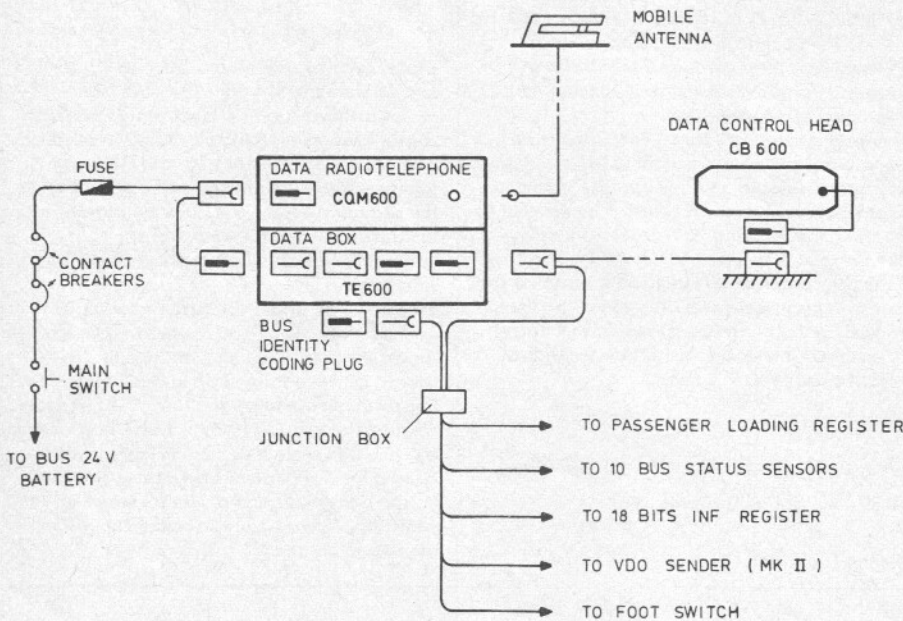 MOBILE
ANTENNA
DATA CONTROL HEAD
CB 600
FUSE
DATA RADIOTELEPHONE
CQM600
DATA BOX
TE600
CONTACT
BREAKERS
BUS
IDENTITY
CODING PLUG
MAIN
SWITCH
JUNCTION BOX
TO BUS 24 V
BATTERY
TO PASSENGER LOADING REGISTER
TO 10 BUS STATUS SENSORS
TO 18 BITS INF REGISTER
TO VDO SENDER ( MK II )
TO FOOT SWITCH